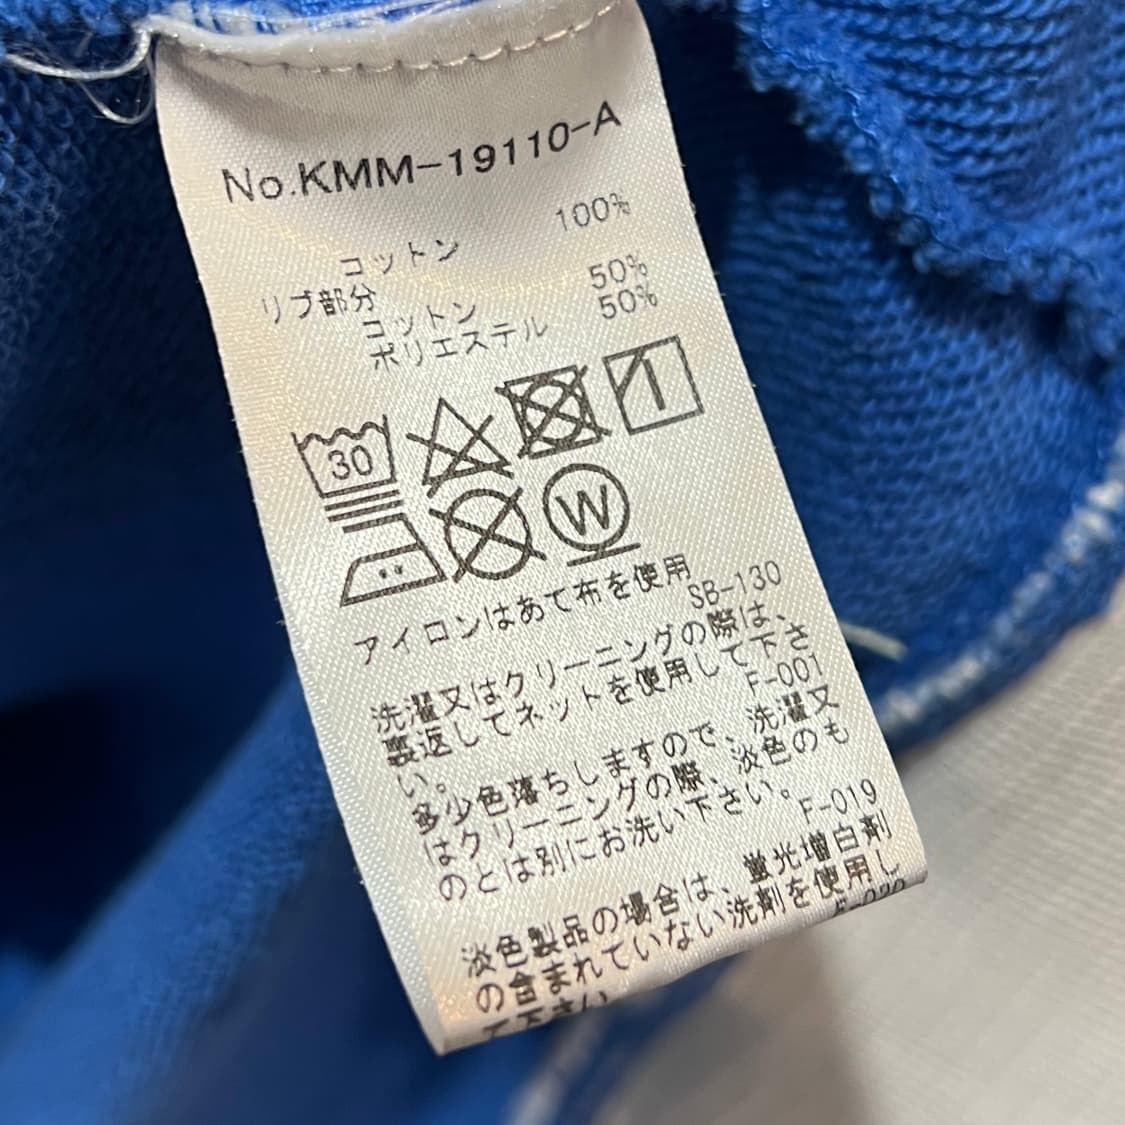 No.KMM-19110-A
コットン 100%
リブ部分
コットン 50%
ポリエステル 50%
30
W
アイロンはあて布を使用
SB-130
洗濯又はクリーニングの際は、
裏返してネットを使用して下さ
い。 F-001
多少色落ちしますので、洗濯又
はクリーニングの際、淡色のも
のとは別にお洗い下さい。
F-019
淡色製品の場合は、蛍光増白剤
の含まれていない洗剤を使用し
て下さい。 F-020